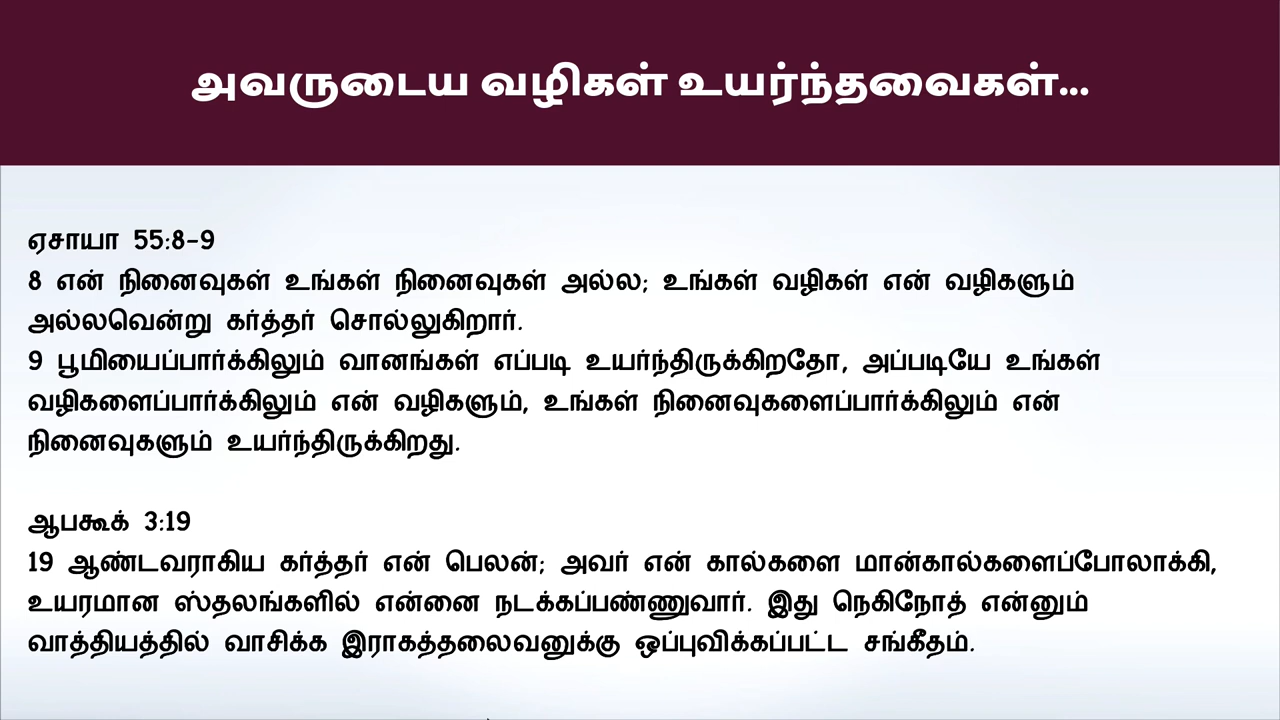 அவருடைய வழிகள் உயர்ந்தவைகள்...
ஏசாயா 55:8-9
8 என் நினைவுகள் உங்கள் நினைவுகள் அல்ல; உங்கள் வழிகள் என் வழிகளும்
அல்லவென்று கர்த்தர் சொல்லுகிறார்.
9 பூமியைப்பார்க்கிலும் வானங்கள் எப்படி உயர்ந்திருக்கிறதோ, அப்படியே உங்கள்
வழிகளைப்பார்க்கிலும் என் வழிகளும், உங்கள் நினைவுகளைப்பார்க்கிலும் என்
நினைவுகளும் உயர்ந்திருக்கிறது.
ஆபகூக் 3:19
19 ஆண்டவராகிய கர்த்தர் என் பெலன்; அவர் என் கால்களை மான்கால்களைப்போலாக்கி,
உயரமான ஸ்தலங்களில் என்னை நடக்கப்பண்ணுவார். இது நெகிநோத் என்னும்
வாத்தியத்தில் வாசிக்க இராகத்தலைவனுக்கு ஒப்புவிக்கப்பட்ட சங்கீதம்.